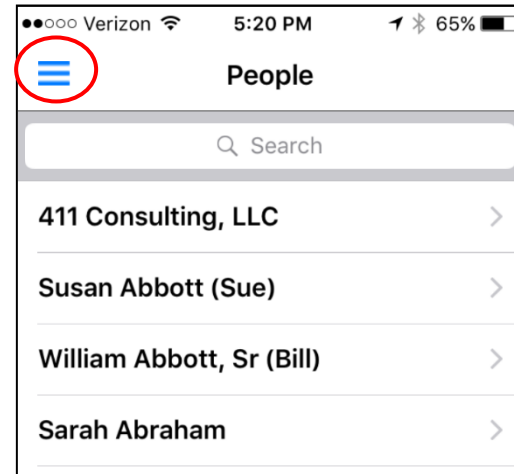 Verizon 5:20 PM 65%
People
Search
411 Consulting, LLC
Susan Abbott (Sue)
William Abbott, Sr (Bill)
Sarah Abraham